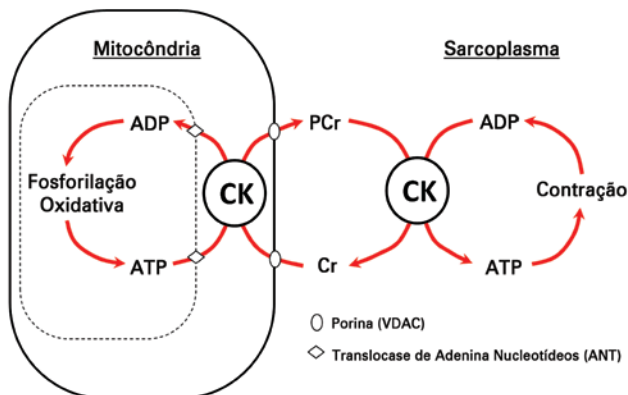 Mitocôndria
Sarcoplasma
ADP
PCr
ADP
Fosforilação
Oxidativa
CK
CK
Contração
ATP
Cr
ATP
Porina (VDAC)
Translocase de Adenina Nucleotídeos (ANT)